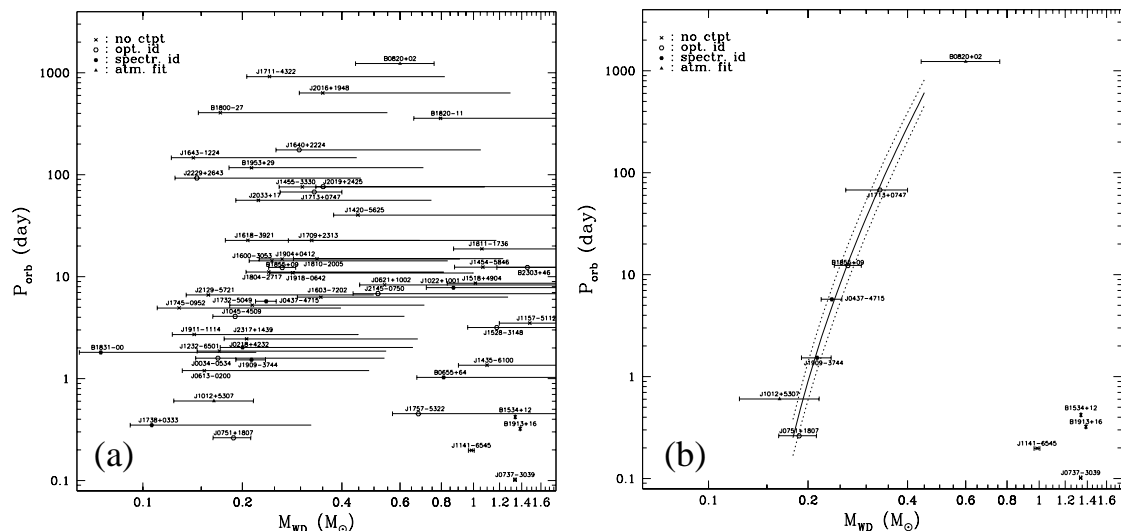 × : no ctpt
○ : opt. id
● : spectr. id
▲ : atm. fit
B0820+02
J1711−4322
J2016+1948
B1800−27
B1820−11
J1640+2224
J1643−1224
B1953+29
J2229+2643
J1455−3330
J2019+2425
J1713+0747
J2033+17
J1420−5625
J1618−3921
J1709+2313
J1811−1736
J1600−3053
J1904+0412
B1855+09
J1810−2005
J1454−5846
B2303+46
J1804−2717
J1918−0642
J0621+1002
J1022+1001
J1518+4904
J2129−5721
J1603−7202
J2145−0750
J1745−0952
J1732−5049
J0437−4715
J1045−4509
J1157−5112
J1528−3148
J1911−1114
J2317+1439
J1232−6501
J0218+4232
B1831−00
J0034−0534
J1909−3744
J1435−6100
J0613−0200
B0655+64
J1012+5307
J1757−5322
B1534+12
J1738+0333
B1913+16
J0751+1807
J1141−6545
J0737−3039
(a)
1000
100
10
1
0.1
P_orb (day)
0.1 0.2 0.4 0.6 0.8 1 1.2 1.4 1.6
M_WD (M_⊙)
× : no ctpt
○ : opt. id
● : spectr. id
▲ : atm. fit
B0820+02
J1713+0747
B1855+09
J0437−4715
J1909−3744
J1012+5307
J0751+1807
B1534+12
B1913+16
J1141−6545
J0737−3039
(b)
1000
100
10
1
0.1
P_orb (day)
0.1 0.2 0.4 0.6 0.8 1 1.2 1.4 1.6
M_WD (M_⊙)